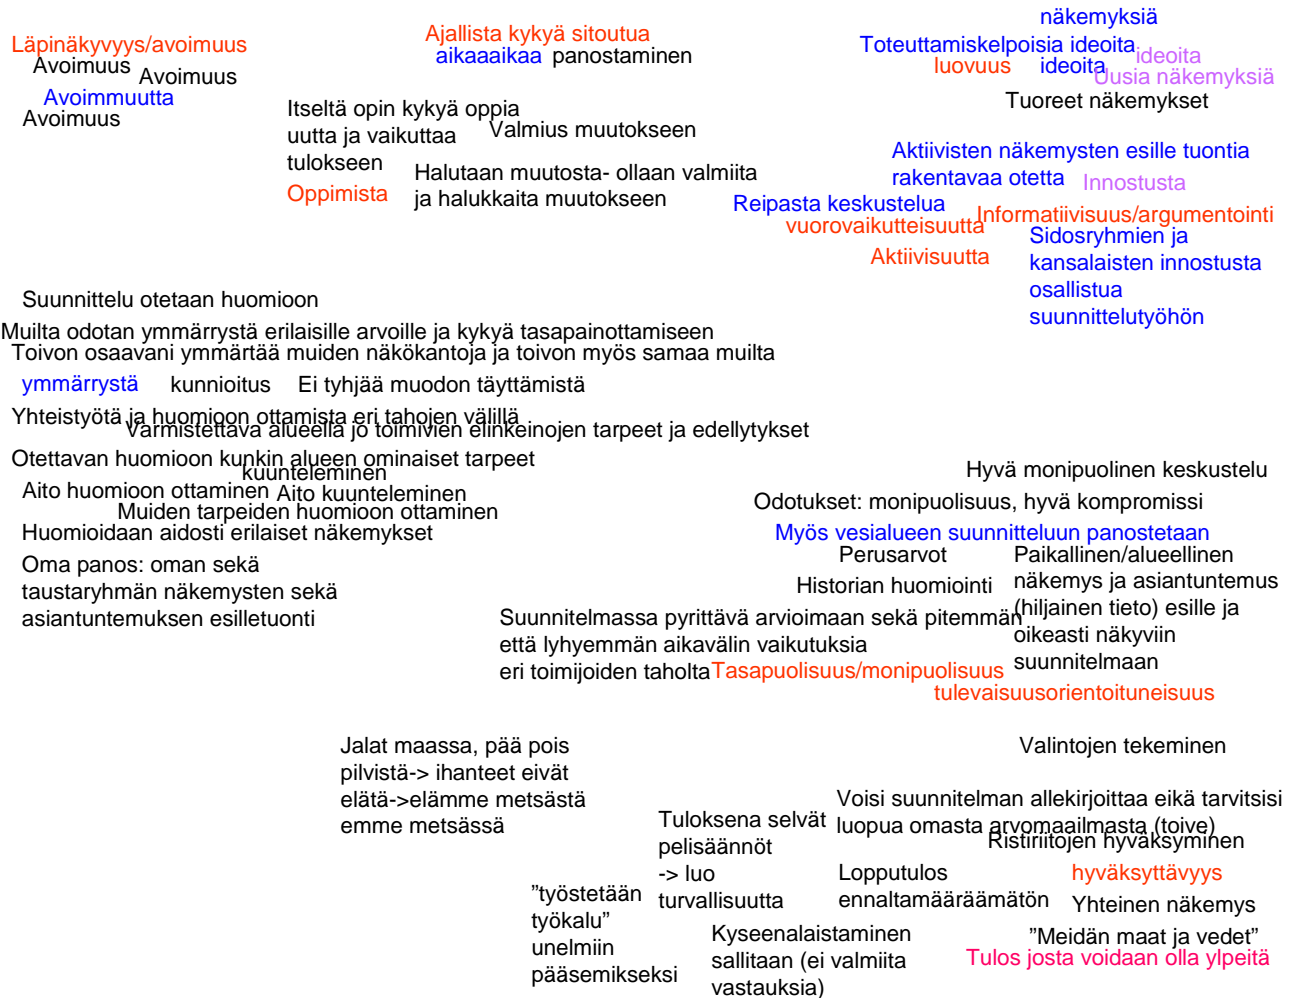 Läpinäkyvyys/avoimuus
Avoimuus
Avoimuus
Avoimmuutta
Avoimuus
Ajallista kykyä sitoutua
aikaaaikaa
panostaminen
näkemyksiä
Toteuttamiskelpoisia ideoita
luovuus
ideoita
ideoita
Uusia näkemyksiä
Tuoreet näkemykset
Itseltä opin kykyä oppia
uutta ja vaikuttaa
tulokseen
Valmius muutokseen
Oppimista
Halutaan muutosta- ollaan valmiita
ja halukkaita muutokseen
Aktiivisten näkemysten esille tuontia
rakentavaa otetta
Innostusta
Reipasta keskustelua
vuorovaikutteisuutta
Informatiivisuus/argumentointi
Aktiivisuutta
Sidosryhmien ja
kansalaisten innostusta
osallistua
suunnittelutyöhön
Suunnittelu otetaan huomioon
Muilta odotan ymmärrystä erilaisille arvoille ja kykyä tasapainottamiseen
Toivon osaavani ymmärtää muiden näkökantoja ja toivon myös samaa muilta
ymmärrystä
kunnioitus
Ei tyhjää muodon täyttämistä
Yhteistyötä ja huomioon ottamista eri tahojen välillä
Varmistettava alueella jo toimivien elinkeinojen tarpeet ja edellytykset
Otettavan huomioon kunkin alueen ominaiset tarpeet
kuunteleminen
Aito huomioon ottaminen
Aito kuunteleminen
Muiden tarpeiden huomioon ottaminen
Huomioidaan aidosti erilaiset näkemykset
Oma panos: oman sekä
taustaryhmän näkemysten sekä
asiantuntemuksen esilletuonti
Hyvä monipuolinen keskustelu
Odotukset: monipuolisuus, hyvä kompromissi
Myös vesialueen suunnitteluun panostetaan
Perusarvot
Historian huomiointi
Paikallinen/alueellinen
näkemys ja asiantuntemus
(hiljainen tieto) esille ja
oikeasti näkyviin
suunnitelmaan
Suunnitelmassa pyrittävä arvioimaan sekä pitemmän
että lyhyemmän aikavälin vaikutuksia
eri toimijoiden taholta
Tasapuolisuus/monipuolisuus
tulevaisuusorientoituneisuus
Jalat maassa, pää pois
pilvistä-> ihanteet eivät
elätä->elämme metsästä
emme metsässä
Valintojen tekeminen
Voisi suunnitelman allekirjoittaa eikä tarvitsisi
luopua omasta arvomaailmasta (toive)
Ristiriitojen hyväksyminen
Tuloksena selvät
pelisäännöt
-> luo
turvallisuutta
Lopputulos
ennaltamääräämätön
hyväksyttävyys
Yhteinen näkemys
"Meidän maat ja vedet"
Tulos josta voidaan olla ylpeitä
”työstetään
työkalu”
unelmiin
pääsemikseksi
Kyseenalaistaminen
sallitaan (ei valmiita
vastauksia)